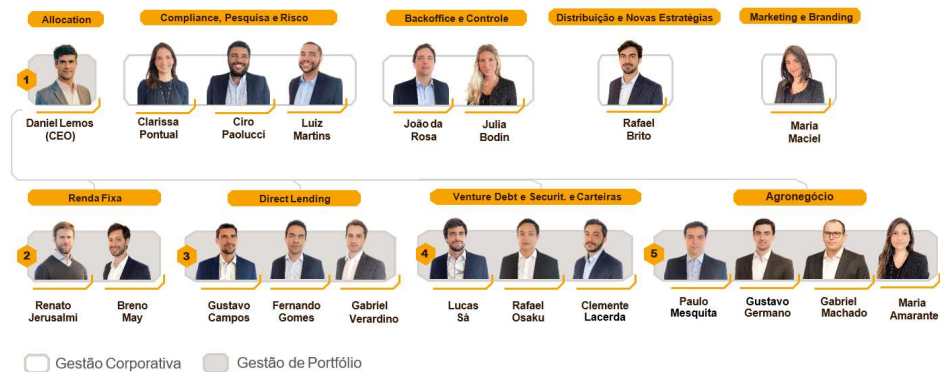 Allocation
Compliance, Pesquisa e Risco
Backoffice e Controle
Distribuição e Novas Estratégias
Marketing e Branding
1
Daniel Lemos
(CEO)
Clarissa
Pontual
Ciro
Paolucci
Luiz
Martins
João da
Rosa
Julia
Bodin
Rafael
Brito
Maria
Maciel
Renda Fixa
Direct Lending
Venture Debt e Securit. e Carteiras
Agronegócio
2
3
4
5
Renato
Jerusalmi
Breno
May
Gustavo
Campos
Fernando
Gomes
Gabriel
Verardino
Lucas
Sá
Rafael
Osaku
Clemente
Lacerda
Paulo
Mesquita
Gustavo
Germano
Gabriel
Machado
Maria
Amarante
Gestão Corporativa
Gestão de Portfólio